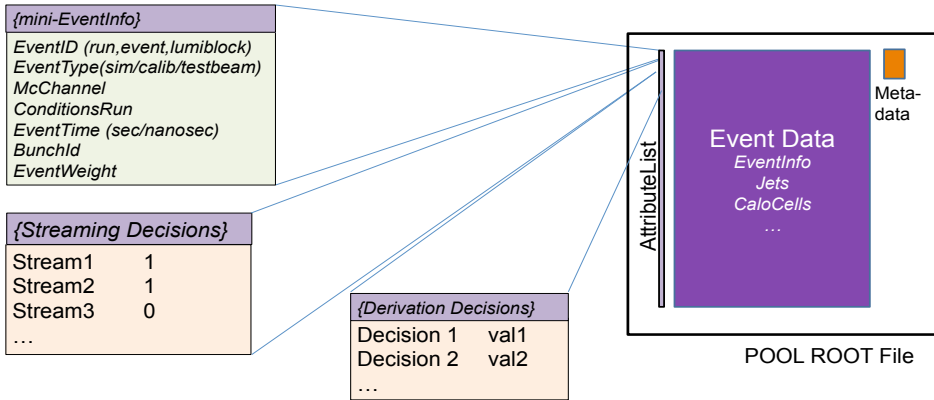 {mini-EventInfo}
EventID (run,event,lumiblock)
EventType(sim/calib/testbeam)
McChannel
ConditionsRun
EventTime (sec/nanosec)
BunchId
EventWeight
{Streaming Decisions}
Stream1 1
Stream2 1
Stream3 0
…
{Derivation Decisions}
Decision 1 val1
Decision 2 val2
…
AttributeList
Event Data
EventInfo
Jets
CaloCells
…
Meta-
data
POOL ROOT File